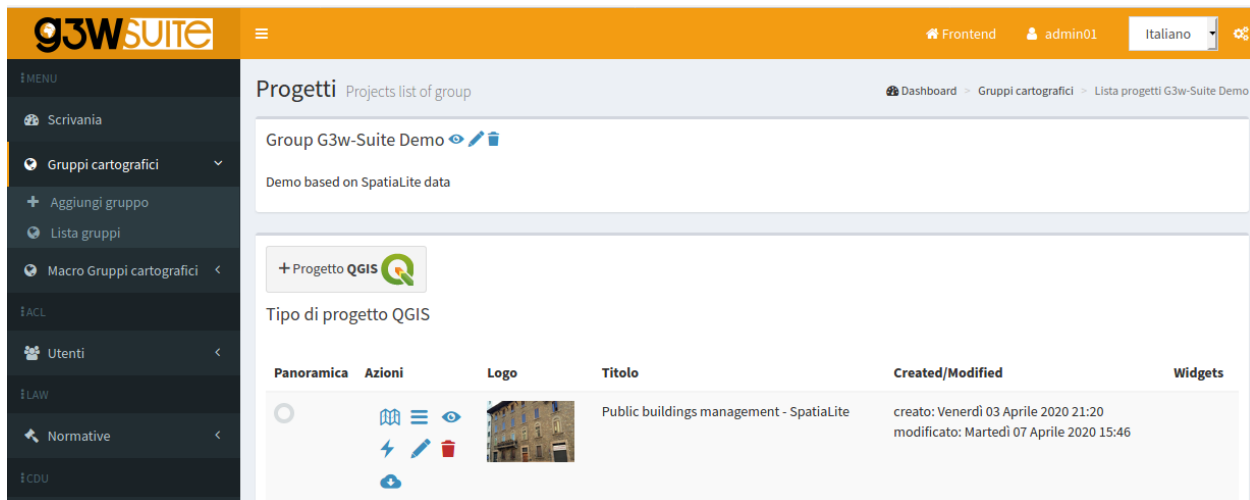 G3WSUITE
Frontend admin01 Italiano
MENU
Scrivania
Gruppi cartografici
Aggiungi gruppo
Lista gruppi
Macro Gruppi cartografici
ACL
Utenti
LAW
Normative
CDU
Progetti Projects list of group
Dashboard > Gruppi cartografici > Lista progetti G3w-Suite Demo
Group G3w-Suite Demo
Demo based on SpatiaLite data
+ Progetto QGIS
Tipo di progetto QGIS
Panoramica Azioni Logo Titolo Created/Modified Widgets
Public buildings management - SpatiaLite
creato: Venerdì 03 Aprile 2020 21:20
modificato: Martedì 07 Aprile 2020 15:46